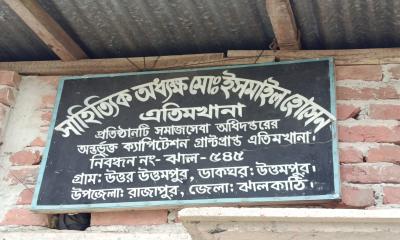 সাহিত্যিক অধ্যক্ষ মোঃ ইসমাইল হোসেন
এতিমখানা
প্রতিষ্ঠানটি সমাজসেবা অধিদপ্তরের
অন্তর্ভূক্ত ক্যাপিটেশন গ্রান্টপ্রাপ্ত এতিমখানা।
নিবন্ধন নং- ঝাল- ৫৪৫
গ্রাম: উত্তর উত্তমপুর, ডাকঘর: উত্তমপুর।
উপজেলা: রাজাপুর, জেলা: ঝালকাঠি।